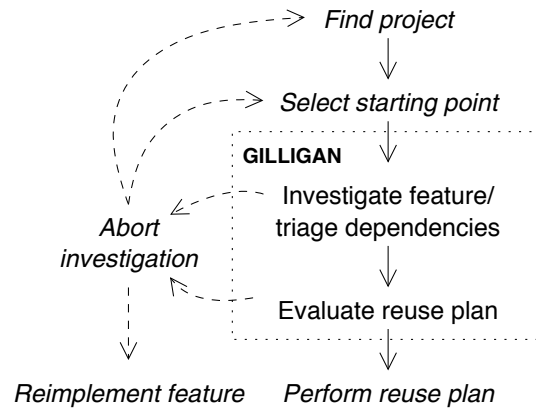 Find project
Select starting point
GILLIGAN
Investigate feature/
triage dependencies
Abort
investigation
Evaluate reuse plan
Reimplement feature
Perform reuse plan